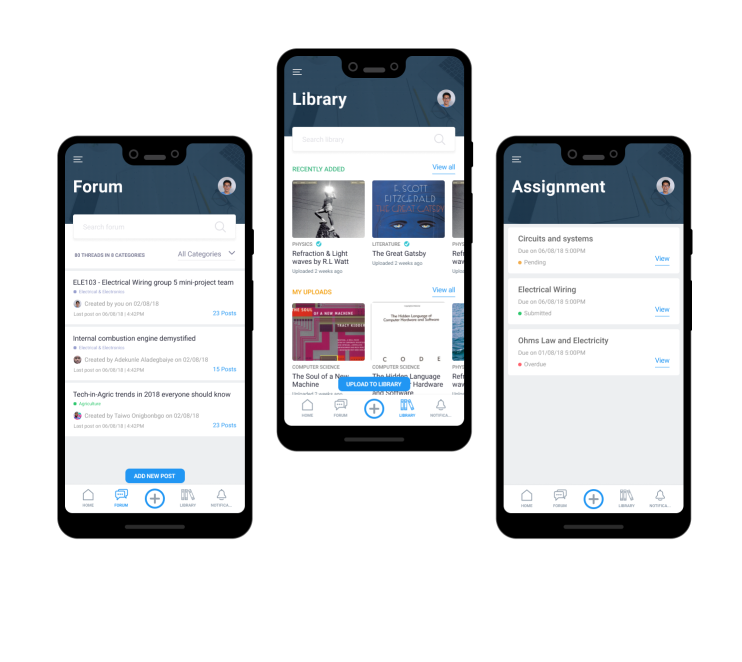 Forum
Search forum
80 THREADS IN 8 CATEGORIES
All Categories
ELE103 - Electrical Wiring group 5 mini-project team
Electrical & Electronics
Created by you on 02/08/18
Last post on 06/08/18 | 4:43PM
23 Posts
Internal combustion engine demystified
Electrical & Electronics
Created by Adekunle Aladegbaiye on 02/08/18
Last post on 06/08/18 | 4:43PM
15 Posts
Tech-in-Agric trends in 2018 everyone should know
Agriculture
Created by Taiwo Onigbonbgo on 02/08/18
Last post on 06/08/18 | 4:43PM
23 Posts
ADD NEW POST
HOME
FORUM
LIBRARY
NOTIFICA...
Library
Search library
RECENTLY ADDED
View all
F. SCOTT
FITZGERALD
THE GREAT GATSBY
PHYSICS
LITERATURE
PHYS
Refraction & Light
waves by R.L Watt
The Great Gatsby
Refr
wav
Uploaded 2 weeks ago
Uploaded 2 weeks ago
MY UPLOADS
View all
THE SOUL
OF A NEW MACHINE
TRACY KIDDER
The Hidden Language of
Computer Hardware and Software
C O D E
COMPUTER SCIENCE
COMPUTER SCIENCE
PHYS
The Soul of a New
Machine
The Hidden Language
Hardware
and Software
Refr
wav
Uploaded 2 weeks ago
UPLOAD TO LIBRARY
HOME
FORUM
LIBRARY
NOTIFICA...
Assignment
Circuits and systems
Due on 06/08/18 5:00PM
Pending
View
Electrical Wiring
Due on 06/08/18 5:00PM
Submitted
View
Ohms Law and Electricity
Due on 01/08/18 5:00PM
Overdue
View
HOME
FORUM
LIBRARY
NOTIFICA...